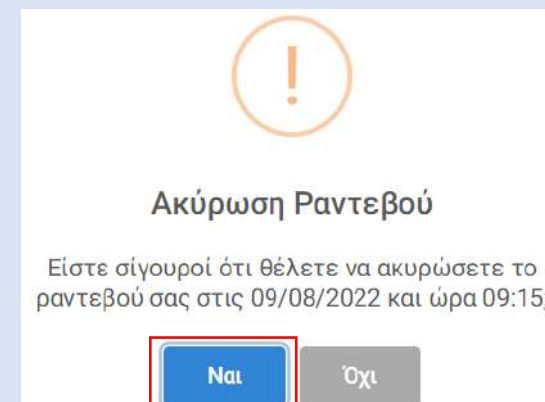 !
Ακύρωση Ραντεβού
Είστε σίγουροί ότι θέλετε να ακυρώσετε το
ραντεβού σας στις 09/08/2022 και ώρα 09:15;
Ναι Όχι